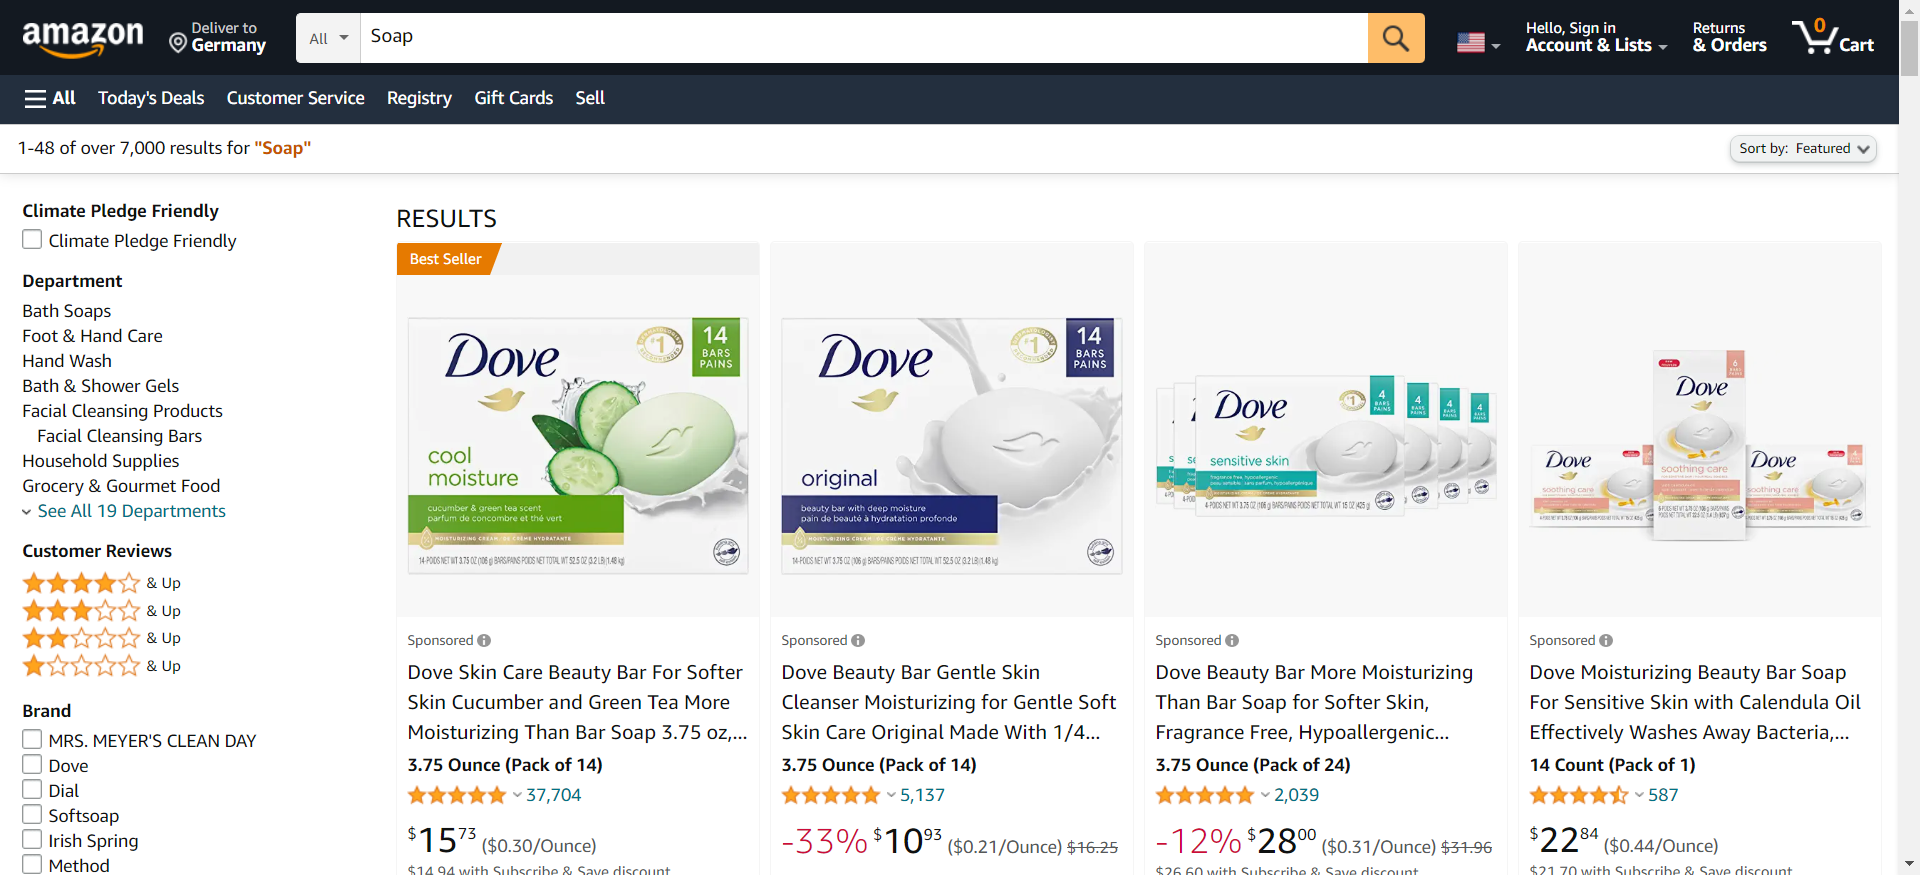 amazon
Deliver to
Germany
All
Soap
Hello, Sign in
Account & Lists
Returns
& Orders
0
Cart
All
Today's Deals
Customer Service
Registry
Gift Cards
Sell
1-48 of over 7,000 results for "Soap"
Sort by: Featured
Climate Pledge Friendly
Climate Pledge Friendly
Department
Bath Soaps
Foot & Hand Care
Hand Wash
Bath & Shower Gels
Facial Cleansing Products
Facial Cleansing Bars
Household Supplies
Grocery & Gourmet Food
See All 19 Departments
Customer Reviews
& Up
& Up
& Up
& Up
Brand
MRS. MEYER'S CLEAN DAY
Dove
Dial
Softsoap
Irish Spring
Method
RESULTS
Best Seller
Dove
#1
14
BARS
PAINS
cool
moisture
cucumber & green tea scent
parfum de concombre et thé vert
Sponsored
Dove Skin Care Beauty Bar For Softer
Skin Cucumber and Green Tea More
Moisturizing Than Bar Soap 3.75 oz,...
3.75 Ounce (Pack of 14)
37,704
$15.73 ($0.30/Ounce)
$14.94 with Subscribe & Save discount
Dove
#1
14
BARS
PAINS
original
beauty bar with deep moisture
pain de beauté à hydratation profonde
Sponsored
Dove Beauty Bar Gentle Skin
Cleanser Moisturizing for Gentle Soft
Skin Care Original Made With 1/4...
3.75 Ounce (Pack of 14)
5,137
-33% $10.93 ($0.21/Ounce) $16.25
Dove
4
BARS
PAINS
4
4
4
sensitive skin
Sponsored
Dove Beauty Bar More Moisturizing
Than Bar Soap for Softer Skin,
Fragrance Free, Hypoallergenic...
3.75 Ounce (Pack of 24)
2,039
-12% $28.00 ($0.31/Ounce) $31.96
$26.60 with Subscribe & Save discount
Dove
6
soothing care
Dove
soothing care
Dove
soothing care
Sponsored
Dove Moisturizing Beauty Bar Soap
For Sensitive Skin with Calendula Oil
Effectively Washes Away Bacteria,...
14 Count (Pack of 1)
587
$22.84 ($0.44/Ounce)
$21.70 with Subscribe & Save discount